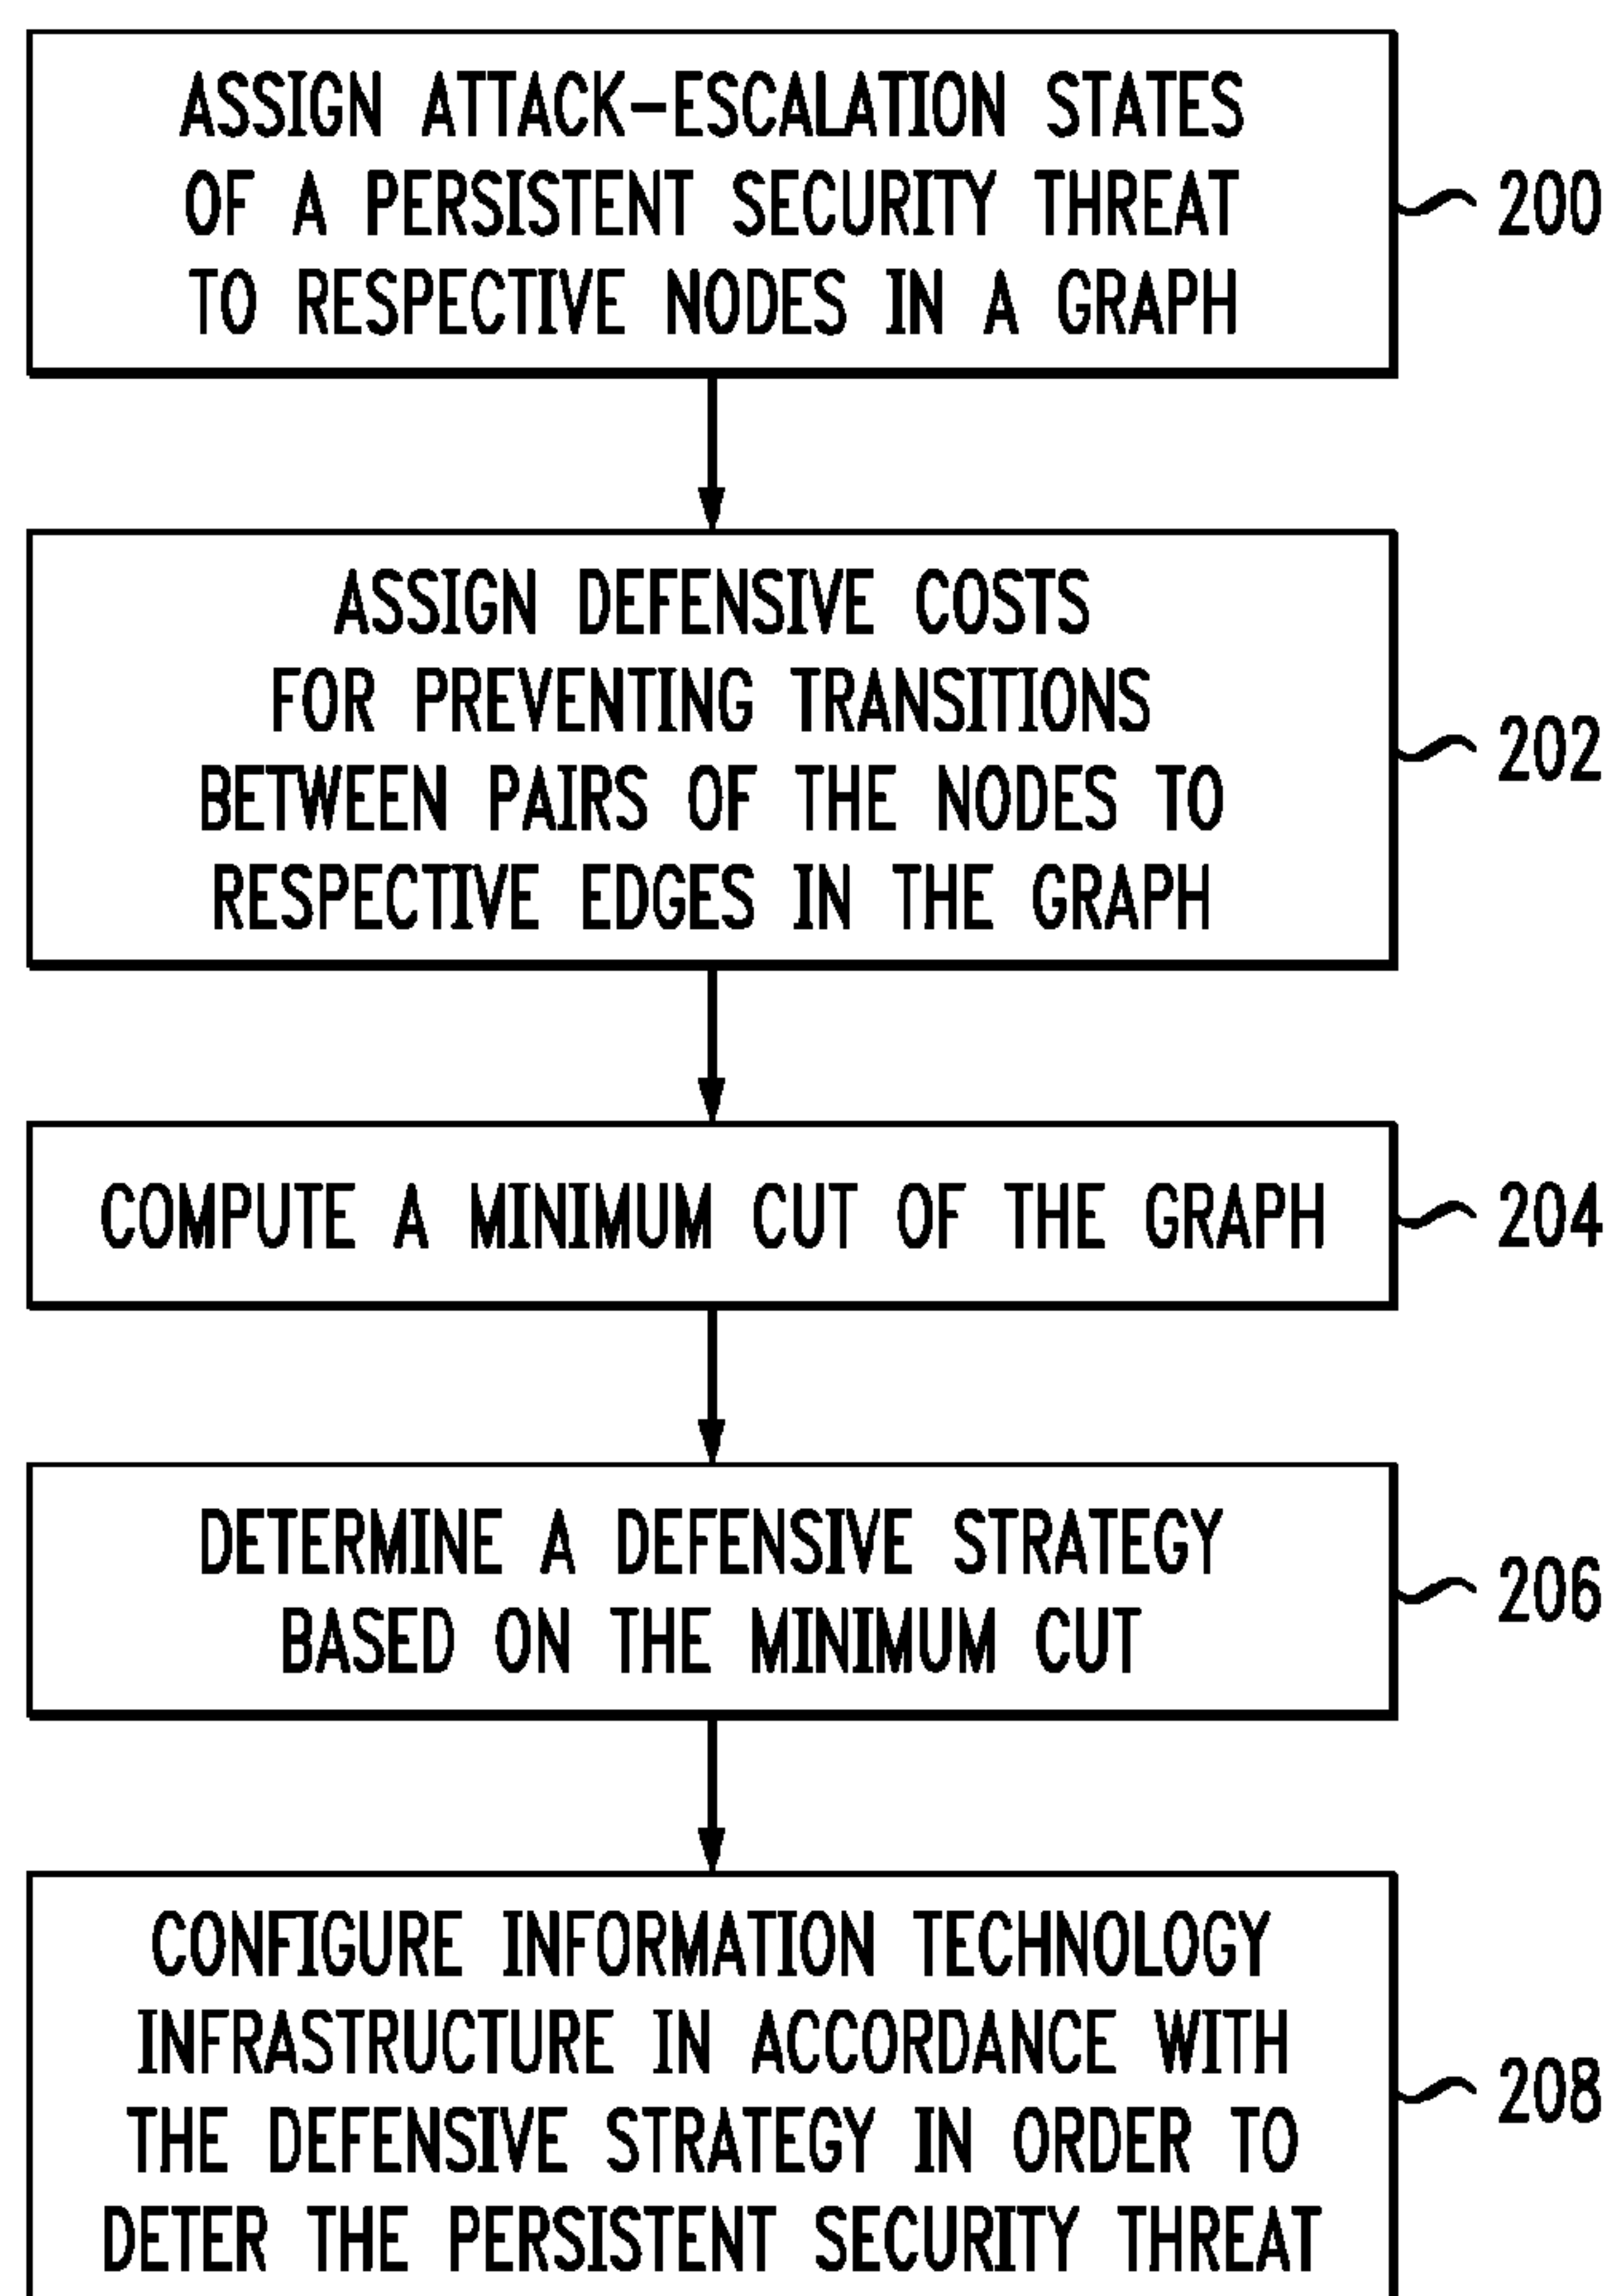 ASSIGN ATTACK-ESCALATION STATES
OF A PERSISTENT SECURITY THREAT
TO RESPECTIVE NODES IN A GRAPH
200
ASSIGN DEFENSIVE COSTS
FOR PREVENTING TRANSITIONS
BETWEEN PAIRS OF THE NODES TO
RESPECTIVE EDGES IN THE GRAPH
202
COMPUTE A MINIMUM CUT OF THE GRAPH
204
DETERMINE A DEFENSIVE STRATEGY
BASED ON THE MINIMUM CUT
206
CONFIGURE INFORMATION TECHNOLOGY
INFRASTRUCTURE IN ACCORDANCE WITH
THE DEFENSIVE STRATEGY IN ORDER TO
DETER THE PERSISTENT SECURITY THREAT
208